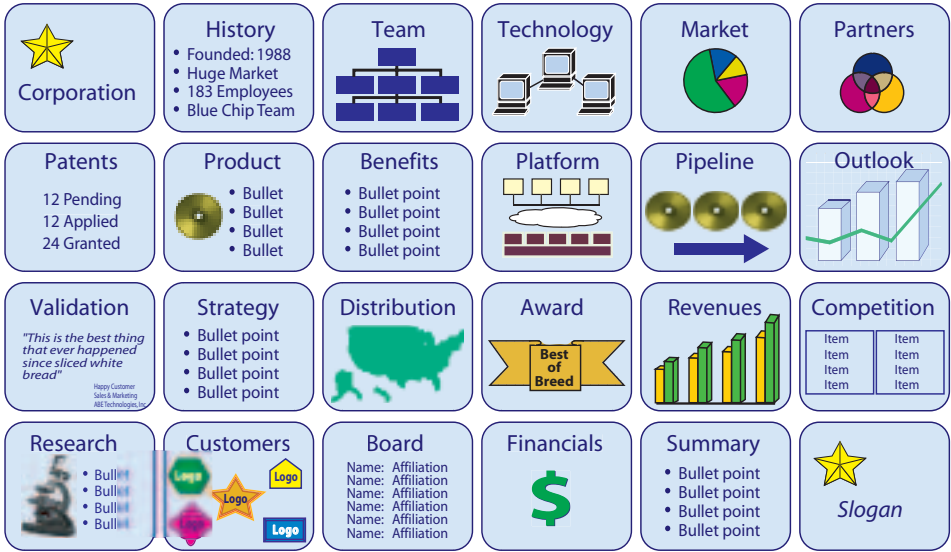 Corporation
History
• Founded: 1988
• Huge Market
• 183 Employees
• Blue Chip Team
Team
Technology
Market
Partners
Patents
12 Pending
12 Applied
24 Granted
Product
• Bullet
• Bullet
• Bullet
• Bullet
Benefits
• Bullet point
• Bullet point
• Bullet point
• Bullet point
Platform
Pipeline
Outlook
Validation
"This is the best thing
that ever happened
since sliced white
bread"
Happy Customer
Sales & Marketing
ABE Technologies, Inc.
Strategy
• Bullet point
• Bullet point
• Bullet point
• Bullet point
Distribution
Award
Best
of
Breed
Revenues
Competition
Item
Item
Item
Item
Item
Item
Item
Item
Research
• Bullet
• Bullet
• Bullet
• Bullet
Customers
Logo
Logo
Logo
Logo
Board
Name: Affiliation
Name: Affiliation
Name: Affiliation
Name: Affiliation
Name: Affiliation
Name: Affiliation
Financials
$
Summary
• Bullet point
• Bullet point
• Bullet point
• Bullet point
Slogan